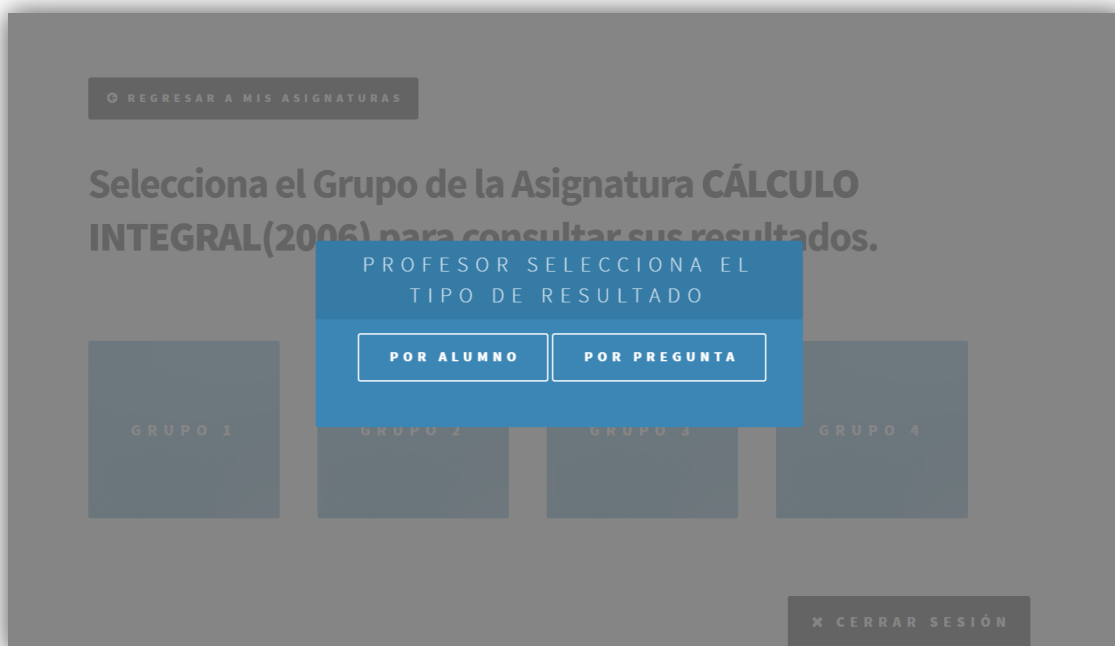 REGRESAR A MIS ASIGNATURAS
Selecciona el Grupo de la Asignatura CÁLCULO
INTEGRAL(2006) para consultar sus resultados.
PROFESOR SELECCIONA EL
TIPO DE RESULTADO
POR ALUMNO POR PREGUNTA
GRUPO 1 GRUPO 2 GRUPO 3 GRUPO 4
CERRAR SESIÓN